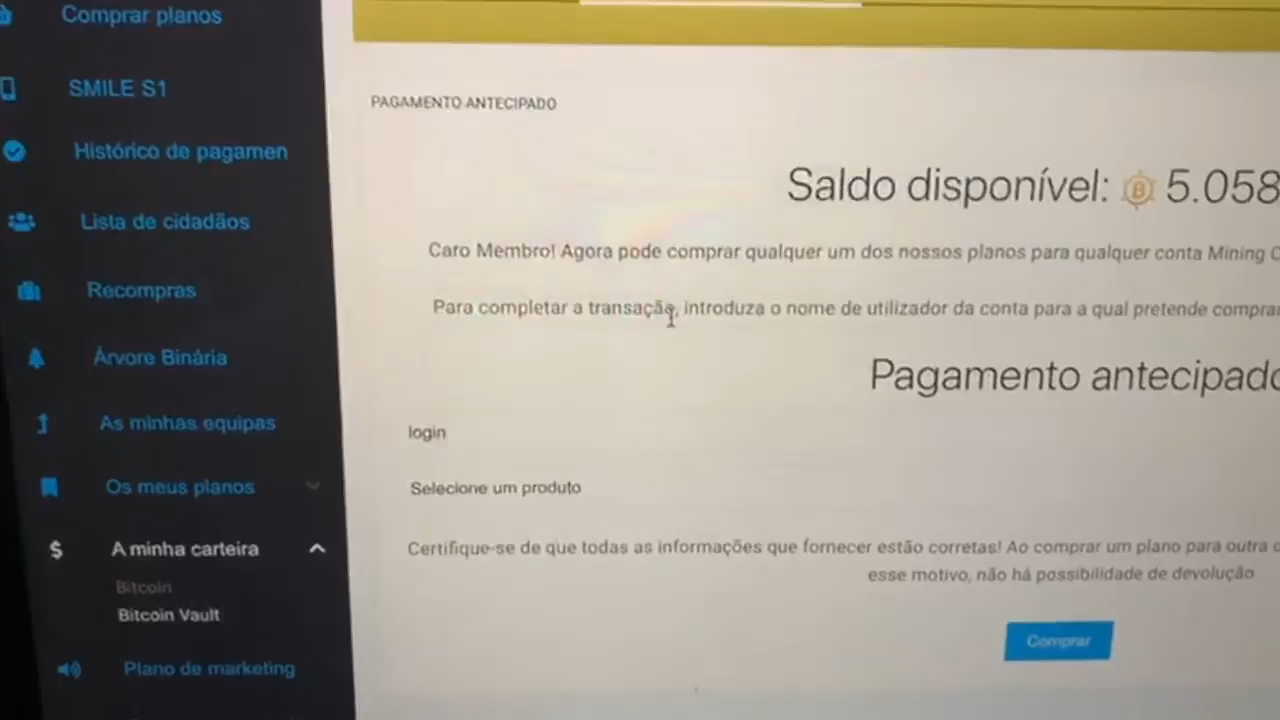 Comprar planos
SMILE S1
Histórico de pagamen
Lista de cidadãos
Recompras
Árvore Binária
As minhas equipas
Os meus planos
$ A minha carteira
Bitcoin
Bitcoin Vault
Plano de marketing
PAGAMENTO ANTECIPADO
Saldo disponível: 5.058
Caro Membro! Agora pode comprar qualquer um dos nossos planos para qualquer conta Mining
Para completar a transação, introduza o nome de utilizador da conta para a qual pretende comprar
Pagamento antecipado
login
Selecione um produto
Certifique-se de que todas as informações que fornecer estão corretas! Ao comprar um plano para outra
esse motivo, não há possibilidade de devolução
Comprar